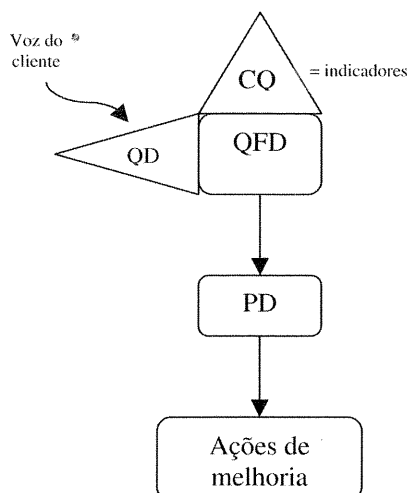 Voz do
cliente
CQ
= indicadores
QD
QFD
PD
Ações de
melhoria